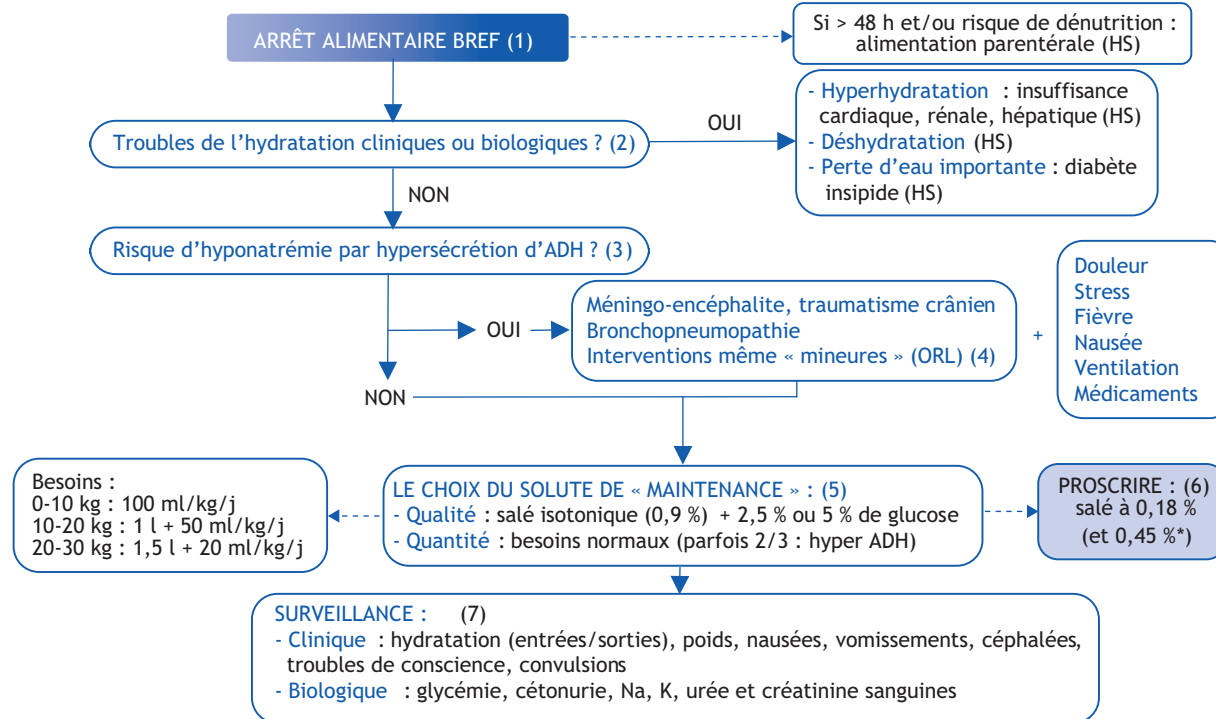 ARRÊT ALIMENTAIRE BREF (1)
Si > 48 h et/ou risque de dénutrition :
alimentation parentérale (HS)
Troubles de l’hydratation cliniques ou biologiques ? (2)
OUI
- Hyperhydratation : insuffisance
cardiaque, rénale, hépatique (HS)
- Déshydratation (HS)
- Perte d’eau importante : diabète
insipide (HS)
NON
Risque d’hyponatrémie par hypersécrétion d’ADH ? (3)
OUI
Méningo-encéphalite, traumatisme crânien
Bronchopneumopathie
Interventions même « mineures » (ORL) (4)
+
Douleur
Stress
Fièvre
Nausée
Ventilation
Médicaments
NON
Besoins :
0-10 kg : 100 ml/kg/j
10-20 kg : 1 l + 50 ml/kg/j
20-30 kg : 1,5 l + 20 ml/kg/j
LE CHOIX DU SOLUTE DE « MAINTENANCE » : (5)
- Qualité : salé isotonique (0,9 %) + 2,5 % ou 5 % de glucose
- Quantité : besoins normaux (parfois 2/3 : hyper ADH)
PROSCRIRE : (6)
salé à 0,18 %
(et 0,45 %*)
SURVEILLANCE : (7)
- Clinique : hydratation (entrées/sorties), poids, nausées, vomissements, céphalées,
troubles de conscience, convulsions
- Biologique : glycémie, cétonurie, Na, K, urée et créatinine sanguines